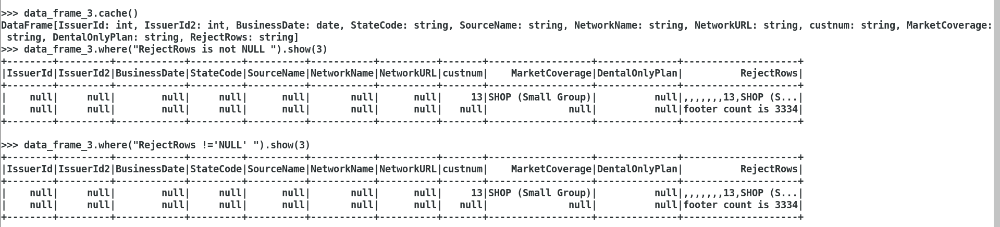 >>> data_frame_3.cache()
DataFrame[IssuerId: int, IssuerId2: int, BusinessDate: date, StateCode: string, SourceName: string, NetworkName: string, NetworkURL: string, custnum: string, MarketCoverage:
 string, DentalOnlyPlan: string, RejectRows: string]
>>> data_frame_3.where("RejectRows is not NULL ").show(3)
+--------+---------+------------+---------+----------+-----------+----------+-------+------------------+--------------+--------------------+
|IssuerId|IssuerId2|BusinessDate|StateCode|SourceName|NetworkName|NetworkURL|custnum|    MarketCoverage|DentalOnlyPlan|          RejectRows|
+--------+---------+------------+---------+----------+-----------+----------+-------+------------------+--------------+--------------------+
|    null|     null|        null|     null|      null|       null|      null|     13|SHOP (Small Group)|          null|,,,,,,,13,SHOP (S...|
|    null|     null|        null|     null|      null|       null|      null|   null|              null|          null|footer count is 3334|
+--------+---------+------------+---------+----------+-----------+----------+-------+------------------+--------------+--------------------+
>>> data_frame_3.where("RejectRows !='NULL' ").show(3)
+--------+---------+------------+---------+----------+-----------+----------+-------+------------------+--------------+--------------------+
|IssuerId|IssuerId2|BusinessDate|StateCode|SourceName|NetworkName|NetworkURL|custnum|    MarketCoverage|DentalOnlyPlan|          RejectRows|
+--------+---------+------------+---------+----------+-----------+----------+-------+------------------+--------------+--------------------+
|    null|     null|        null|     null|      null|       null|      null|     13|SHOP (Small Group)|          null|,,,,,,,13,SHOP (S...|
|    null|     null|        null|     null|      null|       null|      null|   null|              null|          null|footer count is 3334|
+--------+---------+------------+---------+----------+-----------+----------+-------+------------------+--------------+--------------------+